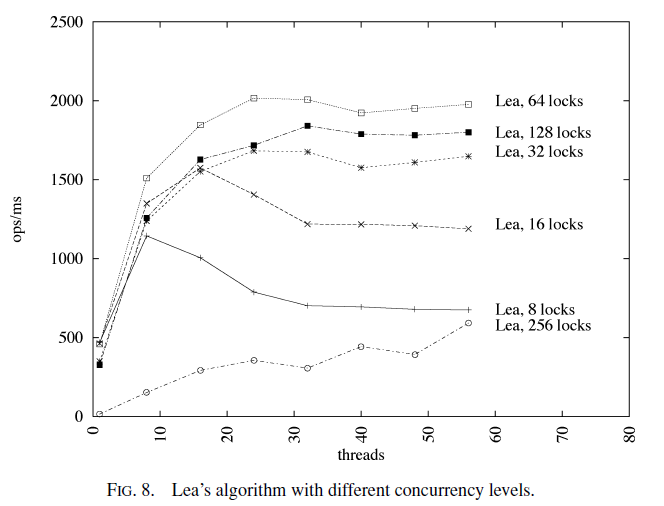 2500
2000
1500
1000
500
0
ops/ms
Lea, 64 locks
Lea, 128 locks
Lea, 32 locks
Lea, 16 locks
Lea, 8 locks
Lea, 256 locks
0 10 20 30 40 50 60 70 80
threads
FIG. 8. Lea's algorithm with different concurrency levels.